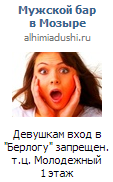 Мужской бар
в Мозыре
alhimiadushi.ru
Девушкам вход в
"Берлогу" запрещен.
т.ц. Молодежный
1 этаж